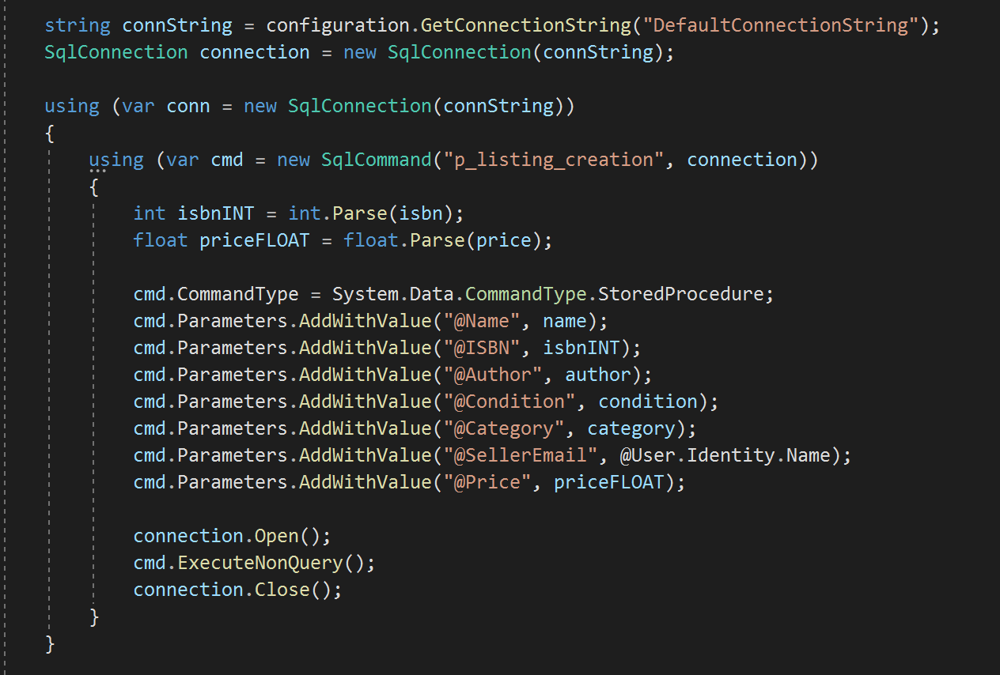 string connString = configuration.GetConnectionString("DefaultConnectionString");
SqlConnection connection = new SqlConnection(connString);
using (var conn = new SqlConnection(connString))
{
using (var cmd = new SqlCommand("p_listing_creation", connection))
{
int isbnINT = int.Parse(isbn);
float priceFLOAT = float.Parse(price);
cmd.CommandType = System.Data.CommandType.StoredProcedure;
cmd.Parameters.AddWithValue("@Name", name);
cmd.Parameters.AddWithValue("@ISBN", isbnINT);
cmd.Parameters.AddWithValue("@Author", author);
cmd.Parameters.AddWithValue("@Condition", condition);
cmd.Parameters.AddWithValue("@Category", category);
cmd.Parameters.AddWithValue("@SellerEmail", @User.Identity.Name);
cmd.Parameters.AddWithValue("@Price", priceFLOAT);
connection.Open();
cmd.ExecuteNonQuery();
connection.Close();
}
}